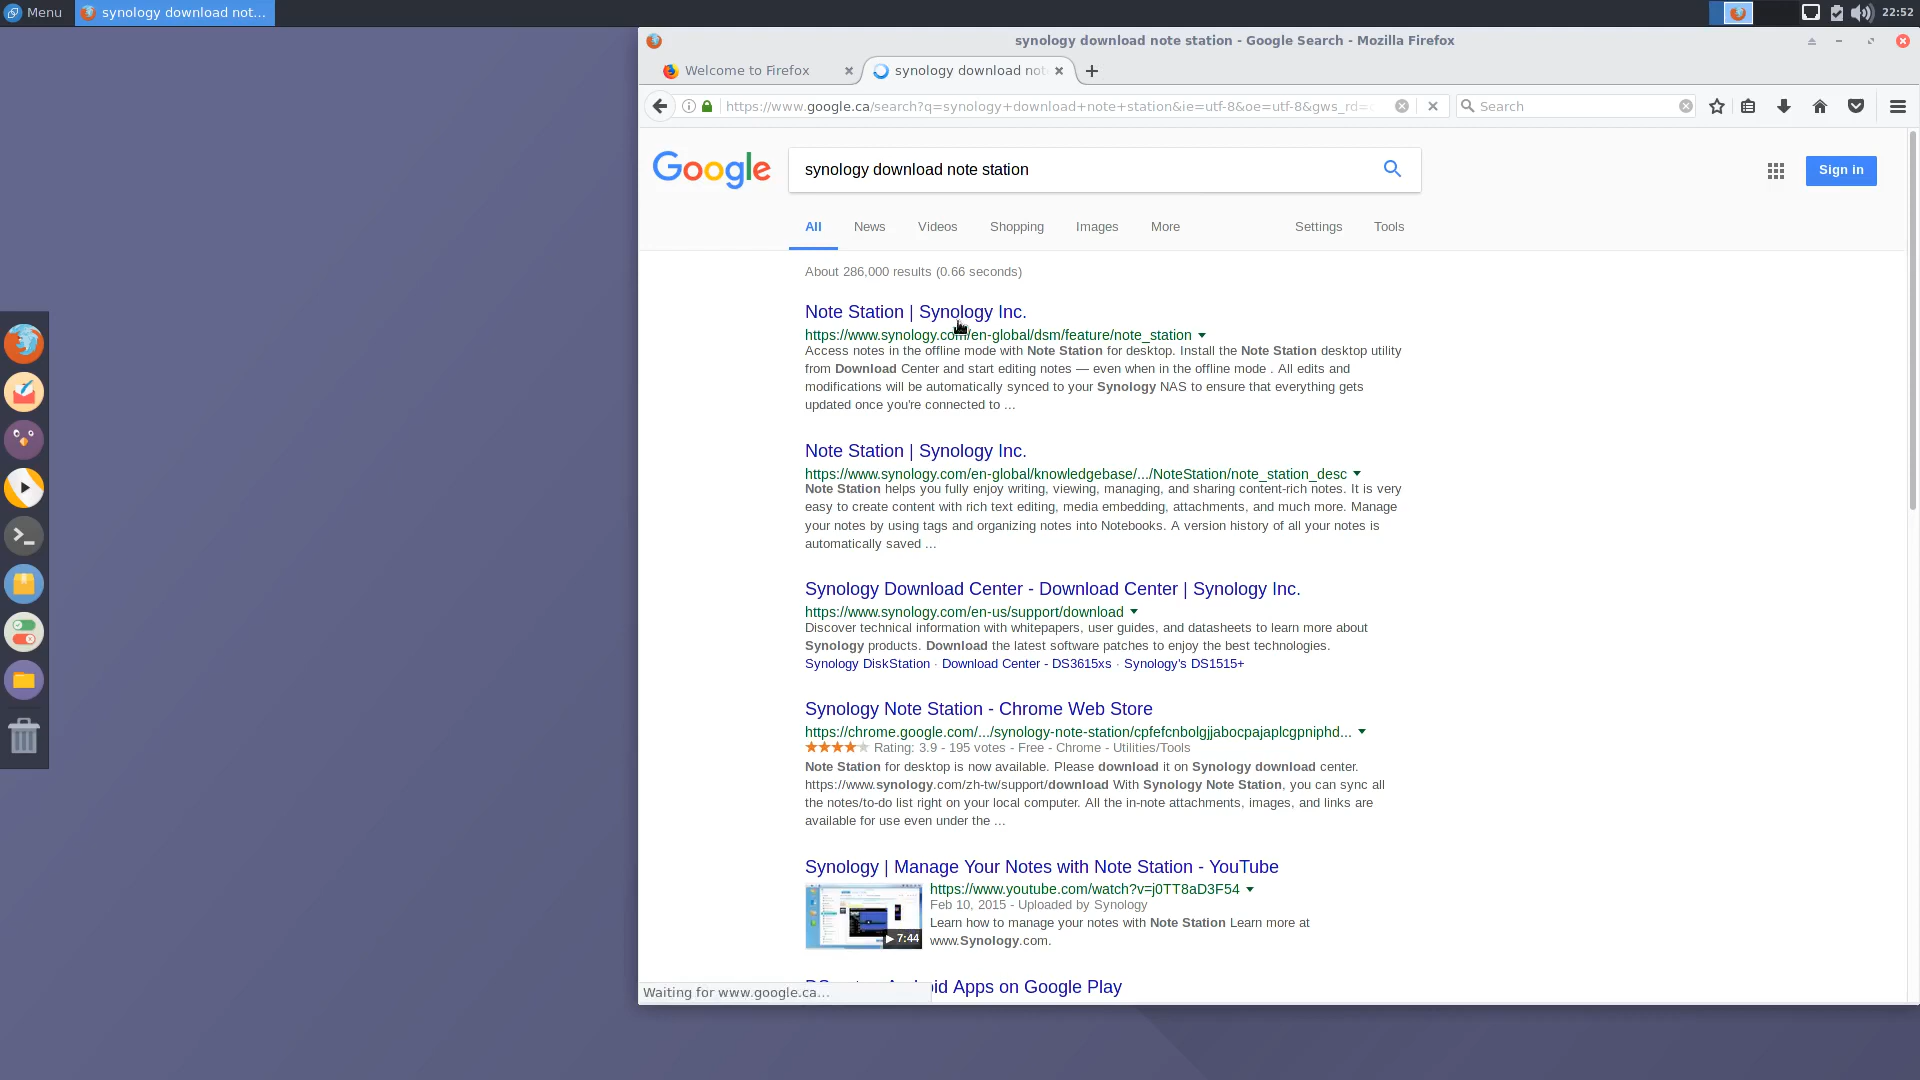 Menu
synology download not...
22:52
synology download note station - Google Search - Mozilla Firefox
Welcome to Firefox
synology download not
https://www.google.ca/search?q=synology+download+note+station&ie=utf-8&oe=utf-8&gws_rd=
Search
Google
synology download note station
Sign in
All
News
Videos
Shopping
Images
More
Settings
Tools
About 286,000 results (0.66 seconds)
Note Station | Synology Inc.
https://www.synology.com/en-global/dsm/feature/note_station
Access notes in the offline mode with Note Station for desktop. Install the Note Station desktop utility
from Download Center and start editing notes — even when in the offline mode . All edits and
modifications will be automatically synced to your Synology NAS to ensure that everything gets
updated once you're connected to ...
Note Station | Synology Inc.
https://www.synology.com/en-global/knowledgebase/.../NoteStation/note_station_desc
Note Station helps you fully enjoy writing, viewing, managing, and sharing content-rich notes. It is very
easy to create content with rich text editing, media embedding, attachments, and much more. Manage
your notes by using tags and organizing notes into Notebooks. A version history of all your notes is
automatically saved ...
Synology Download Center - Download Center | Synology Inc.
https://www.synology.com/en-us/support/download
Discover technical information with whitepapers, user guides, and datasheets to learn more about
Synology products. Download the latest software patches to enjoy the best technologies.
Synology DiskStation · Download Center - DS3615xs · Synology's DS1515+
Synology Note Station - Chrome Web Store
https://chrome.google.com/.../synology-note-station/cpfefcnbolgjjabocpajaplcgpniphd...
Rating: 3.9 - 195 votes - Free - Chrome - Utilities/Tools
Note Station for desktop is now available. Please download it on Synology download center.
https://www.synology.com/zh-tw/support/download With Synology Note Station, you can sync all
the notes/to-do list right on your local computer. All the in-note attachments, images, and links are
available for use even under the ...
Synology | Manage Your Notes with Note Station - YouTube
https://www.youtube.com/watch?v=j0TT8aD3F54
Feb 10, 2015 - Uploaded by Synology
Learn how to manage your notes with Note Station Learn more at
www.Synology.com.
7:44
Apps on Google Play
Waiting for www.google.ca...